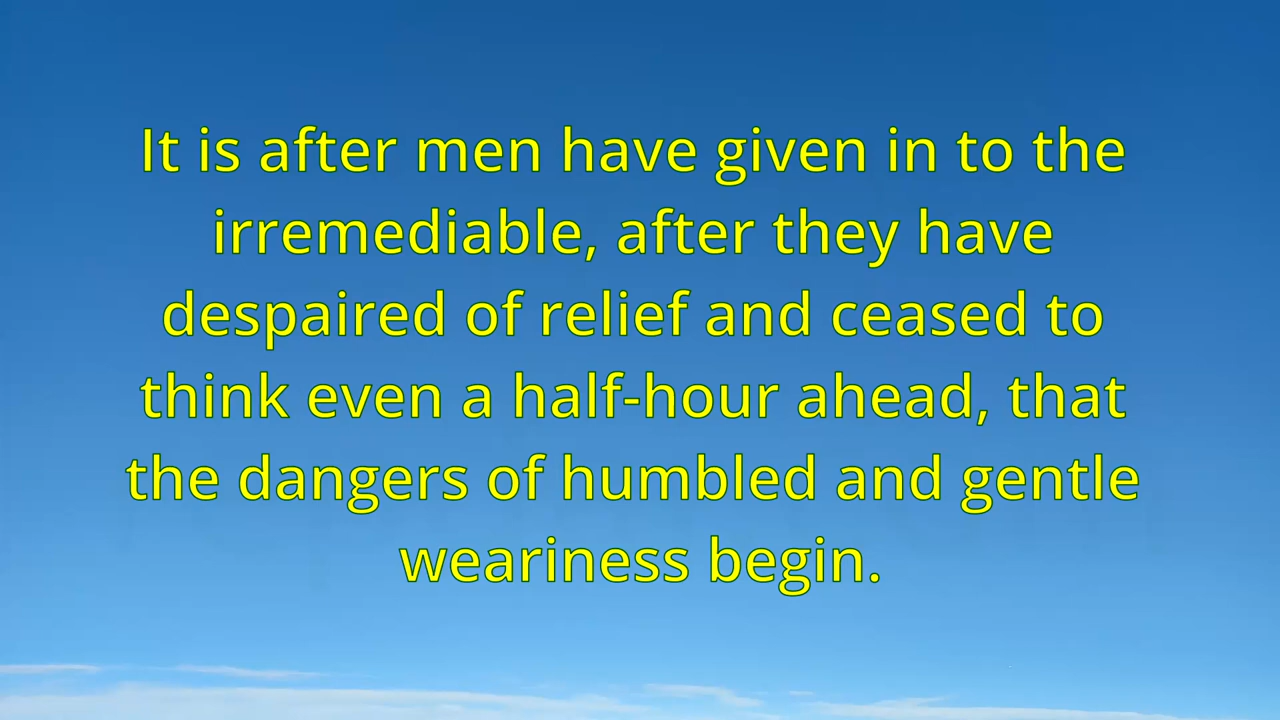 It is after men have given in to the
irremediable, after they have
despaired of relief and ceased to
think even a half-hour ahead, that
the dangers of humbled and gentle
weariness begin.